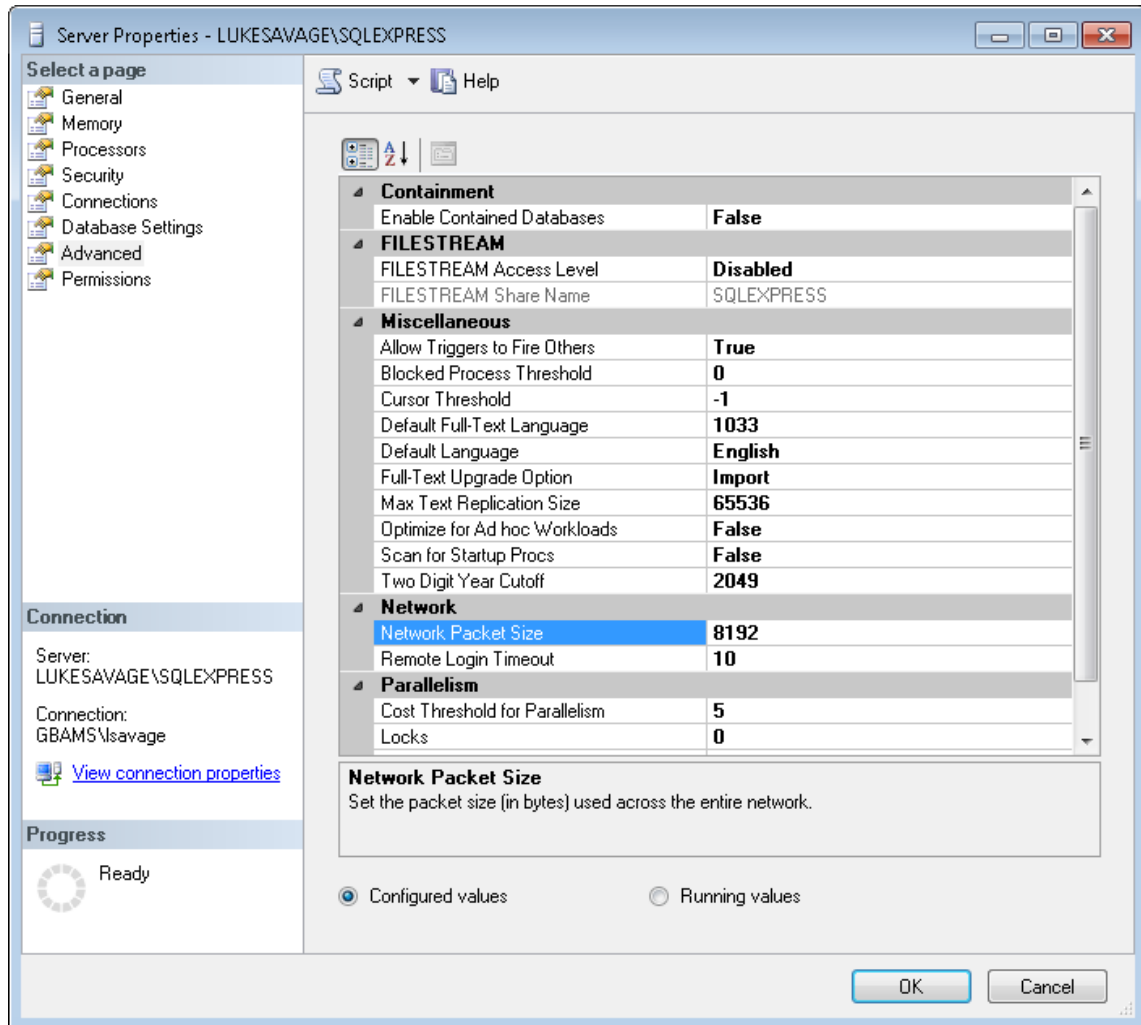 Server Properties - LUKESAVAGE\SQLEXPRESS
Select a page
General
Memory
Processors
Security
Connections
Database Settings
Advanced
Permissions
Connection
Server:
LUKESAVAGE\SQLEXPRESS
Connection:
GBAMS\lsavage
View connection properties
Progress
Ready
Script Help
Containment
Enable Contained Databases False
FILESTREAM
FILESTREAM Access Level Disabled
FILESTREAM Share Name SQLEXPRESS
Miscellaneous
Allow Triggers to Fire Others True
Blocked Process Threshold 0
Cursor Threshold -1
Default Full-Text Language 1033
Default Language English
Full-Text Upgrade Option Import
Max Text Replication Size 65536
Optimize for Ad hoc Workloads False
Scan for Startup Procs False
Two Digit Year Cutoff 2049
Network
Network Packet Size 8192
Remote Login Timeout 10
Parallelism
Cost Threshold for Parallelism 5
Locks 0
Network Packet Size
Set the packet size (in bytes) used across the entire network.
Configured values Running values
OK Cancel